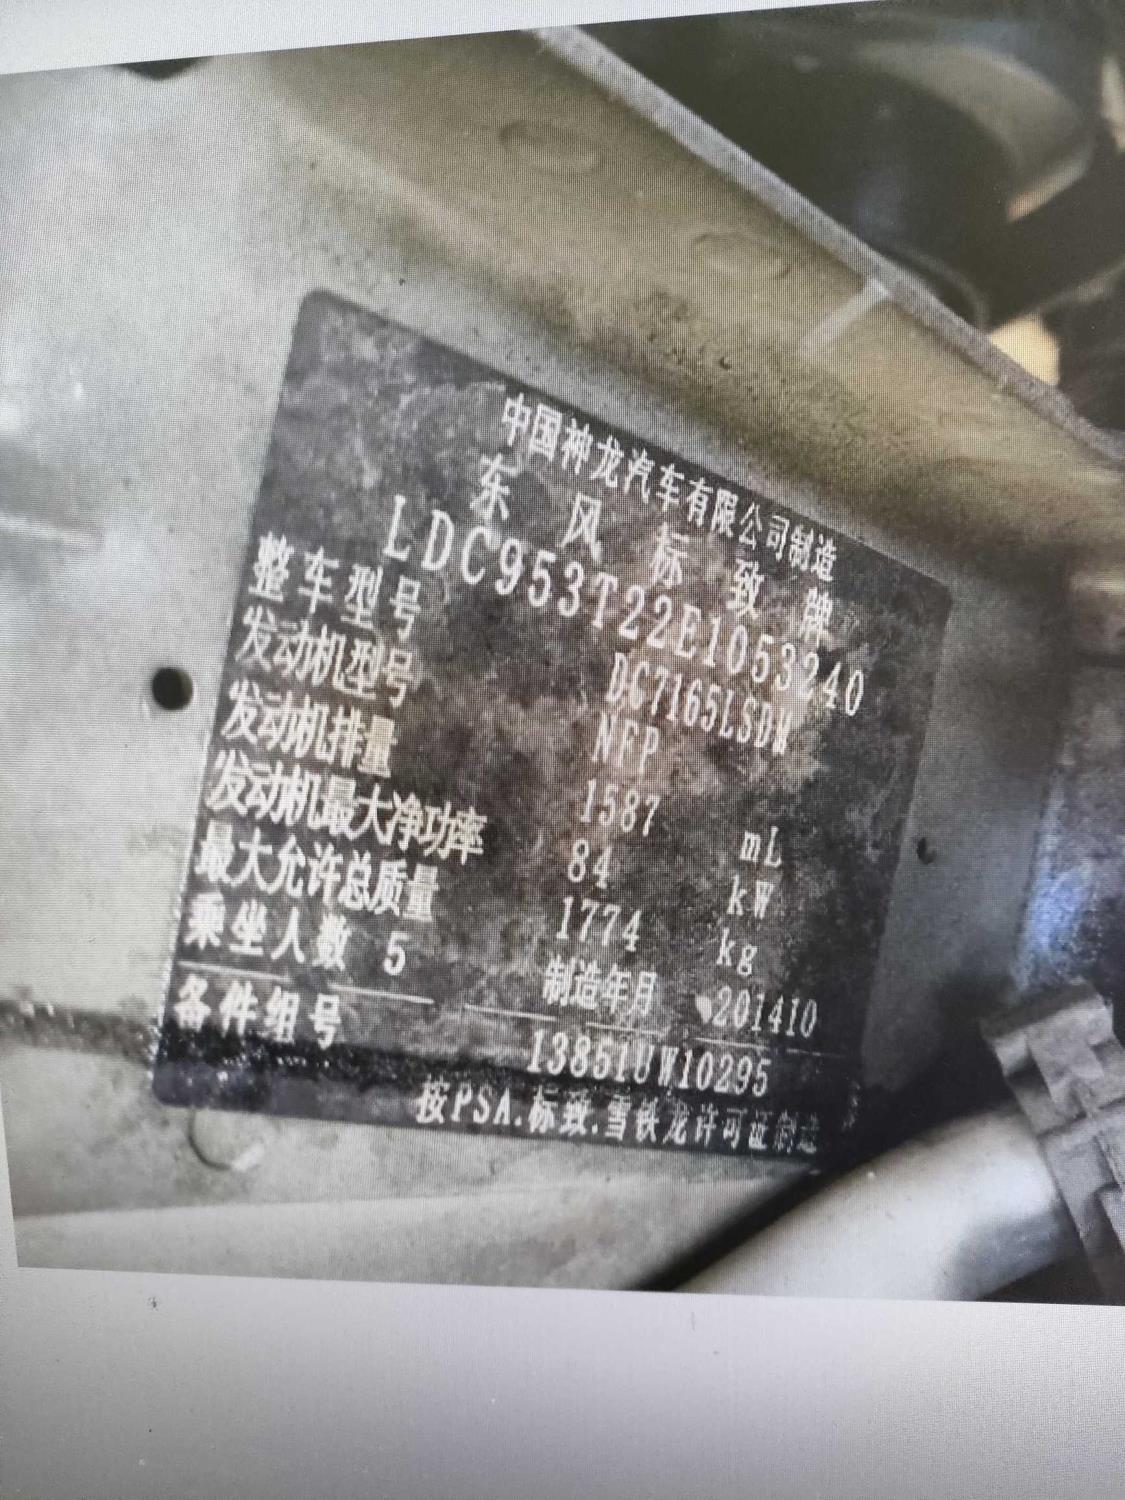 中国神龙汽车有限公司制造
东风标致牌
LDC953T22E1053240
整车型号 DC7165LSDM
发动机型号 NFP
发动机排量 1587 mL
发动机最大净功率 84 kW
最大允许总质量 1774 kg
乘坐人数 5 制造年月 201410
备件组号 13851UW10295
按PSA.标致.雪铁龙许可证制造